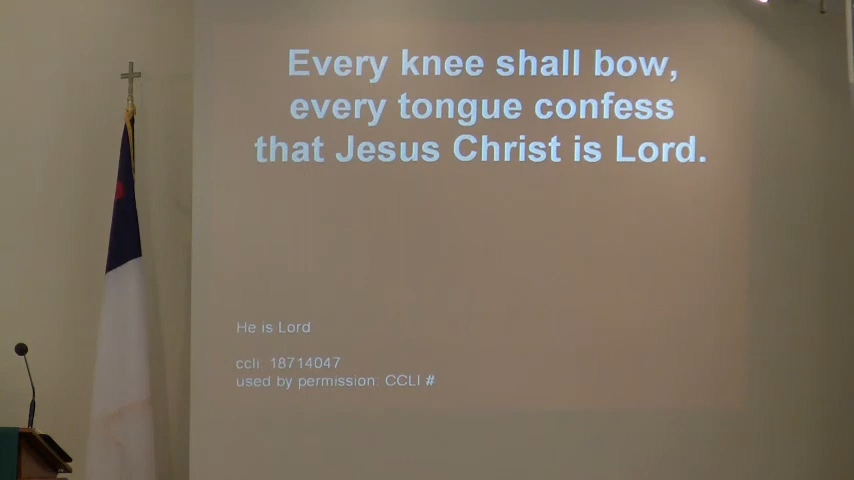 Every knee shall bow,
every tongue confess
that Jesus Christ is Lord.
He is Lord
ccli: 18714047
used by permission: CCLI #